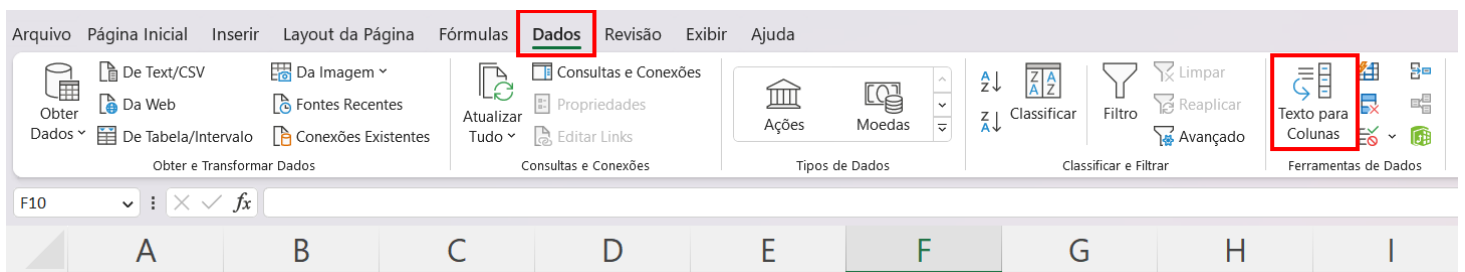 Arquivo Página Inicial Inserir Layout da Página Fórmulas Dados Revisão Exibir Ajuda
Obter Dados
De Text/CSV
Da Web
De Tabela/Intervalo
Da Imagem
Fontes Recentes
Conexões Existentes
Obter e Transformar Dados
Atualizar Tudo
Consultas e Conexões
Propriedades
Editar Links
Consultas e Conexões
Ações
Moedas
Tipos de Dados
Classificar
Filtro
Limpar
Reaplicar
Avançado
Classificar e Filtrar
Texto para
Colunas
Ferramentas de Dados
F10 fx
A B C D E F G H I